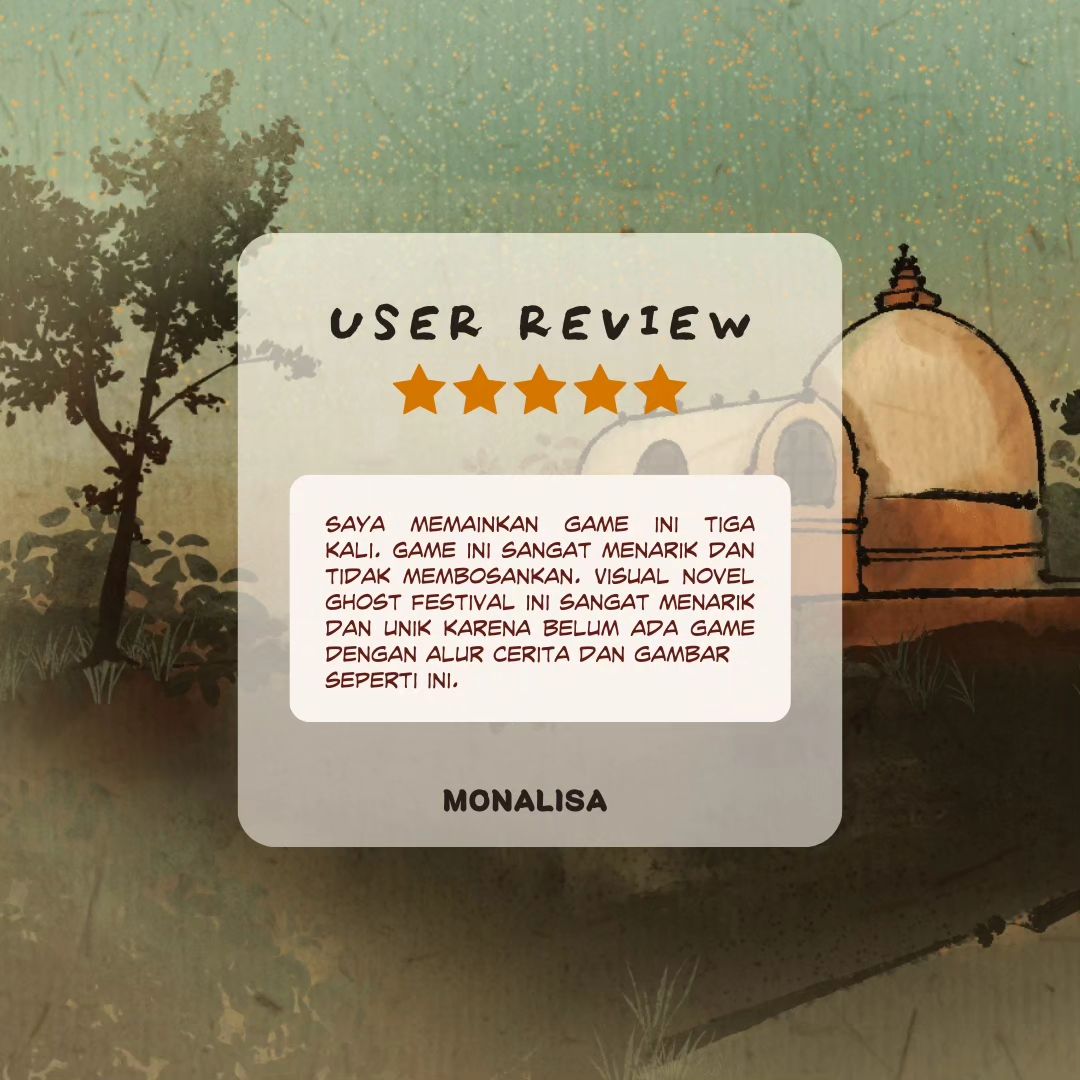 USER REVIEW
SAYA MEMAINKAN GAME INI TIGA
KALI. GAME INI SANGAT MENARIK DAN
TIDAK MEMBOSANKAN. VISUAL NOVEL
GHOST FESTIVAL INI SANGAT MENARIK
DAN UNIK KARENA BELUM ADA GAME
DENGAN ALUR CERITA DAN GAMBAR
SEPERTI INI.
MONALISA